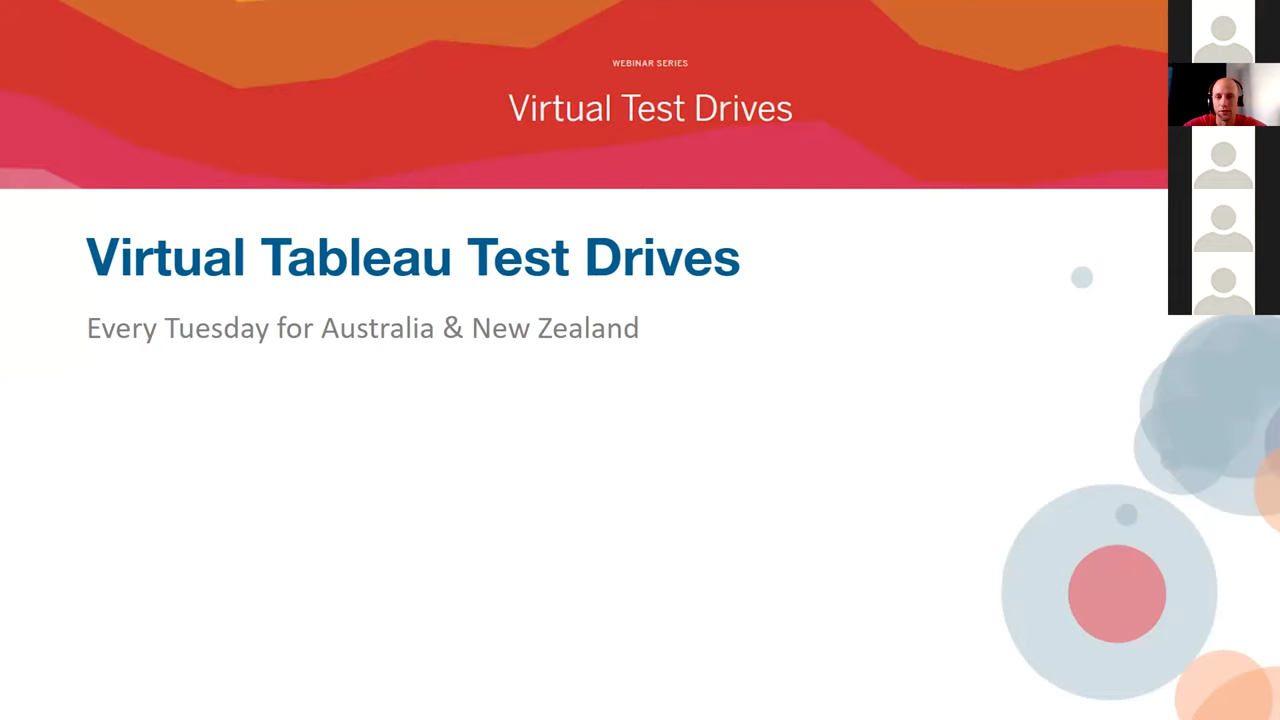 WEBINAR SERIES
Virtual Test Drives
Virtual Tableau Test Drives
Every Tuesday for Australia & New Zealand